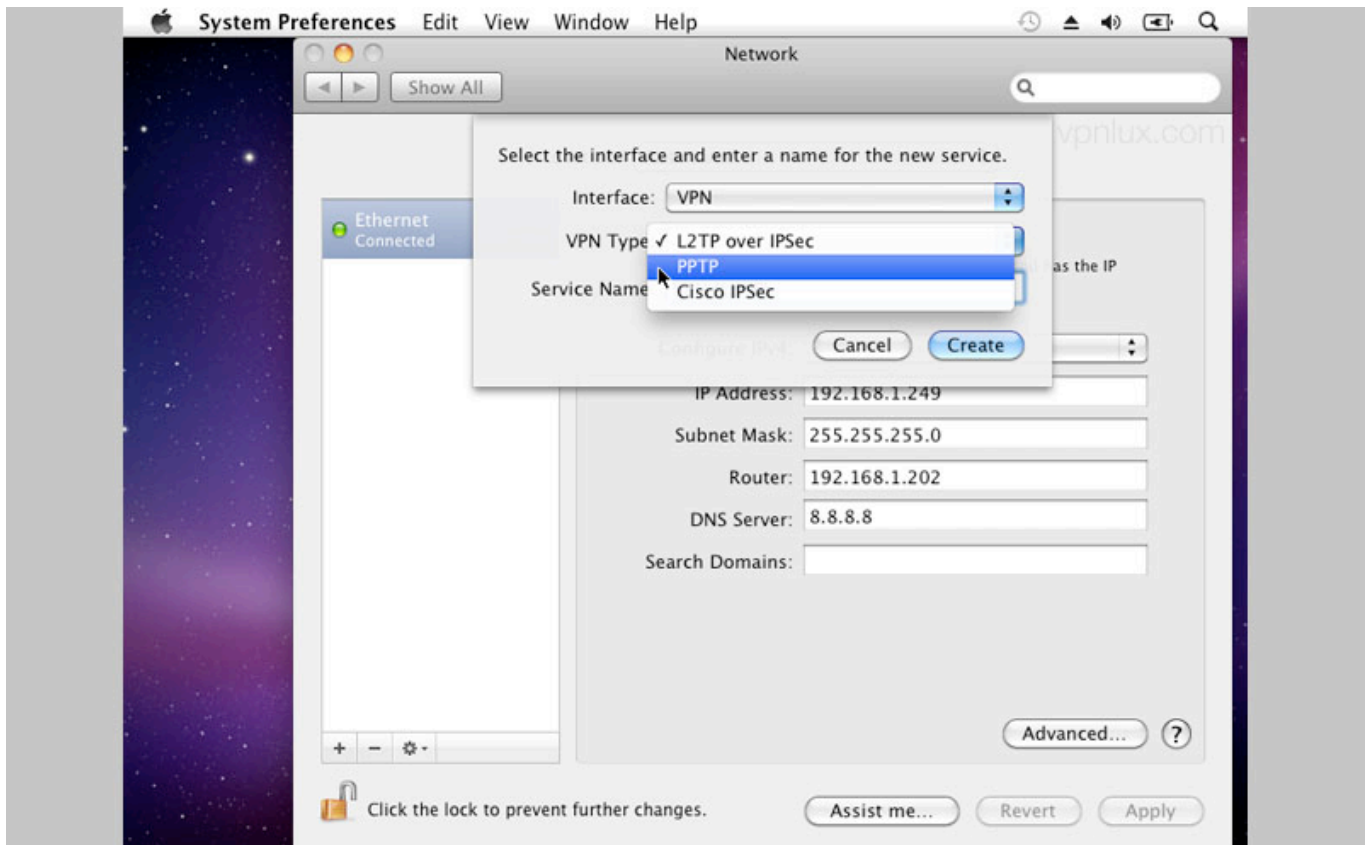 System Preferences Edit View Window Help
Network
Show All
vpnlux.com
Select the interface and enter a name for the new service.
Interface: VPN
Ethernet
Connected
VPN Type ✓ L2TP over IPSec
PPTP
as the IP
Service Name
Cisco IPSec
Configure IPv4:
Cancel Create
IP Address: 192.168.1.249
Subnet Mask: 255.255.255.0
Router: 192.168.1.202
DNS Server: 8.8.8.8
Search Domains:
Advanced... ?
Click the lock to prevent further changes.
Assist me... Revert Apply